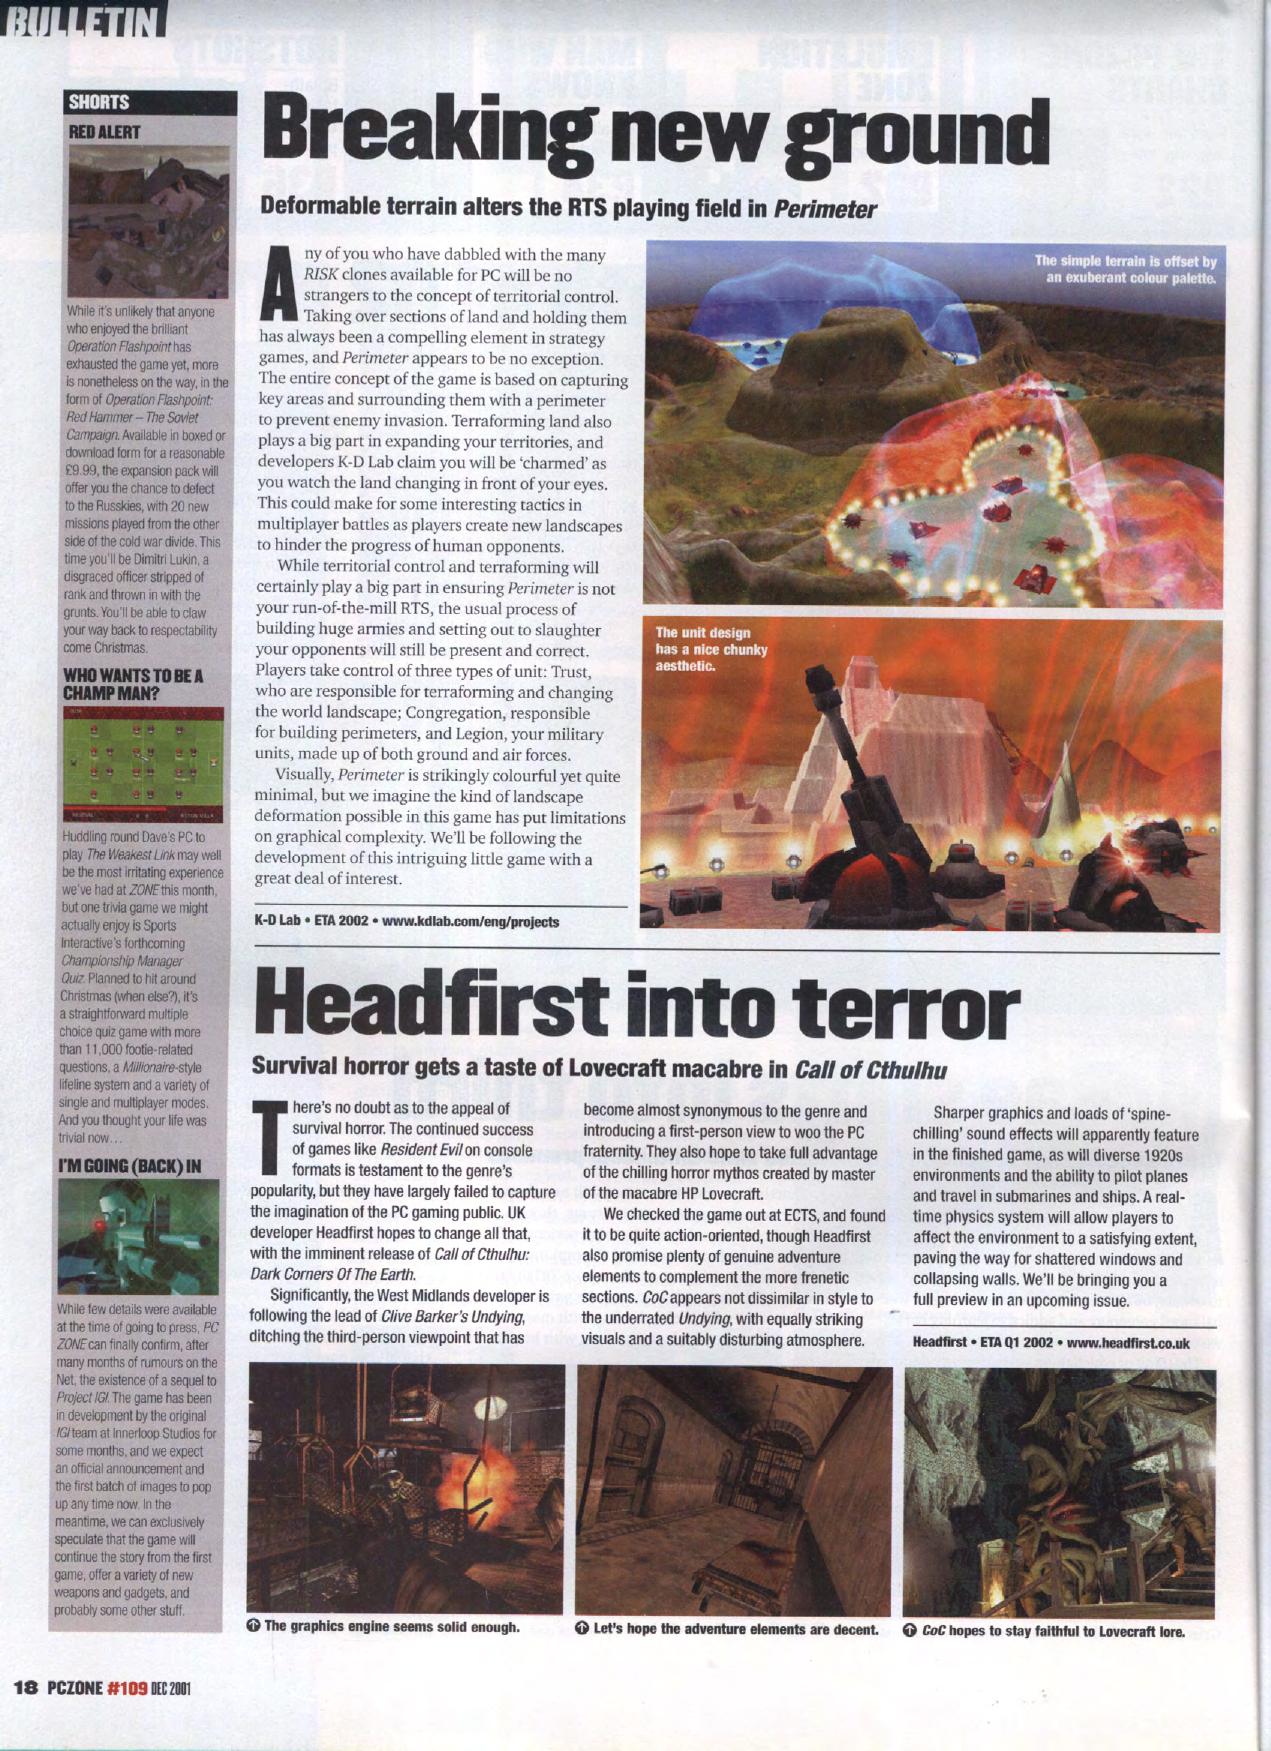 BULLETIN
SHORTS
RED ALERT
While it's unlikely that anyone
who enjoyed the brilliant
Operation Flashpoint has
exhausted the game yet, more
is nonetheless on the way, in the
form of Operation Flashpoint:
Red Hammer – The Soviet
Campaign. Available in boxed or
download form for a reasonable
£9.99, the expansion pack will
offer you the chance to defect
to the Russkies, with 20 new
missions played from the other
side of the cold war divide. This
time you'll be Dimitri Lukin, a
disgraced officer stripped of
rank and thrown in with the
grunts. You'll be able to claw
your way back to respectability
come Christmas.
WHO WANTS TO BE A
CHAMP MAN?
Huddling round Dave's PC to
play The Weakest Link may well
be the most irritating experience
we've had at ZONE this month,
but one trivia game we might
actually enjoy is Sports
Interactive's forthcoming
Championship Manager
Quiz. Planned to hit around
Christmas (when else?), it's
a straightforward multiple
choice quiz game with more
than 11,000 footie-related
questions, a Millionaire-style
lifeline system and a variety of
single and multiplayer modes.
And you thought your life was
trivial now…
I'M GOING (BACK) IN
While few details were available
at the time of going to press, PC
ZONE can finally confirm, after
many months of rumours on the
Net, the existence of a sequel to
Project IGI. The game has been
in development by the original
IGI team at Innerloop Studios for
some months, and we expect
an official announcement and
the first batch of images to pop
up any time now. In the
meantime, we can exclusively
speculate that the game will
continue the story from the first
game, offer a variety of new
weapons and gadgets, and
probably some other stuff.
Breaking new ground
Deformable terrain alters the RTS playing field in Perimeter
Any of you who have dabbled with the many
RISK clones available for PC will be no
strangers to the concept of territorial control.
Taking over sections of land and holding them
has always been a compelling element in strategy
games, and Perimeter appears to be no exception.
The entire concept of the game is based on capturing
key areas and surrounding them with a perimeter
to prevent enemy invasion. Terraforming land also
plays a big part in expanding your territories, and
developers K-D Lab claim you will be 'charmed' as
you watch the land changing in front of your eyes.
This could make for some interesting tactics in
multiplayer battles as players create new landscapes
to hinder the progress of human opponents.
While territorial control and terraforming will
certainly play a big part in ensuring Perimeter is not
your run-of-the-mill RTS, the usual process of
building huge armies and setting out to slaughter
your opponents will still be present and correct.
Players take control of three types of unit: Trust,
who are responsible for terraforming and changing
the world landscape; Congregation, responsible
for building perimeters, and Legion, your military
units, made up of both ground and air forces.
Visually, Perimeter is strikingly colourful yet quite
minimal, but we imagine the kind of landscape
deformation possible in this game has put limitations
on graphical complexity. We'll be following the
development of this intriguing little game with a
great deal of interest.
K-D Lab • ETA 2002 • www.kdlab.com/eng/projects
The simple terrain is offset by
an exuberant colour palette.
The unit design
has a nice chunky
aesthetic.
Headfirst into terror
Survival horror gets a taste of Lovecraft macabre in Call of Cthulhu
There's no doubt as to the appeal of
survival horror. The continued success
of games like Resident Evil on console
formats is testament to the genre's
popularity, but they have largely failed to capture
the imagination of the PC gaming public. UK
developer Headfirst hopes to change all that,
with the imminent release of Call of Cthulhu:
Dark Corners Of The Earth.
Significantly, the West Midlands developer is
following the lead of Clive Barker's Undying,
ditching the third-person viewpoint that has
become almost synonymous to the genre and
introducing a first-person view to woo the PC
fraternity. They also hope to take full advantage
of the chilling horror mythos created by master
of the macabre HP Lovecraft.
We checked the game out at ECTS, and found
it to be quite action-oriented, though Headfirst
also promise plenty of genuine adventure
elements to complement the more frenetic
sections. CoC appears not dissimilar in style to
the underrated Undying, with equally striking
visuals and a suitably disturbing atmosphere.
Sharper graphics and loads of 'spine-
chilling' sound effects will apparently feature
in the finished game, as will diverse 1920s
environments and the ability to pilot planes
and travel in submarines and ships. A real-
time physics system will allow players to
affect the environment to a satisfying extent,
paving the way for shattered windows and
collapsing walls. We'll be bringing you a
full preview in an upcoming issue.
Headfirst • ETA Q1 2002 • www.headfirst.co.uk
The graphics engine seems solid enough.
Let's hope the adventure elements are decent.
CoC hopes to stay faithful to Lovecraft lore.
18 PCZONE #109 DEC 2001